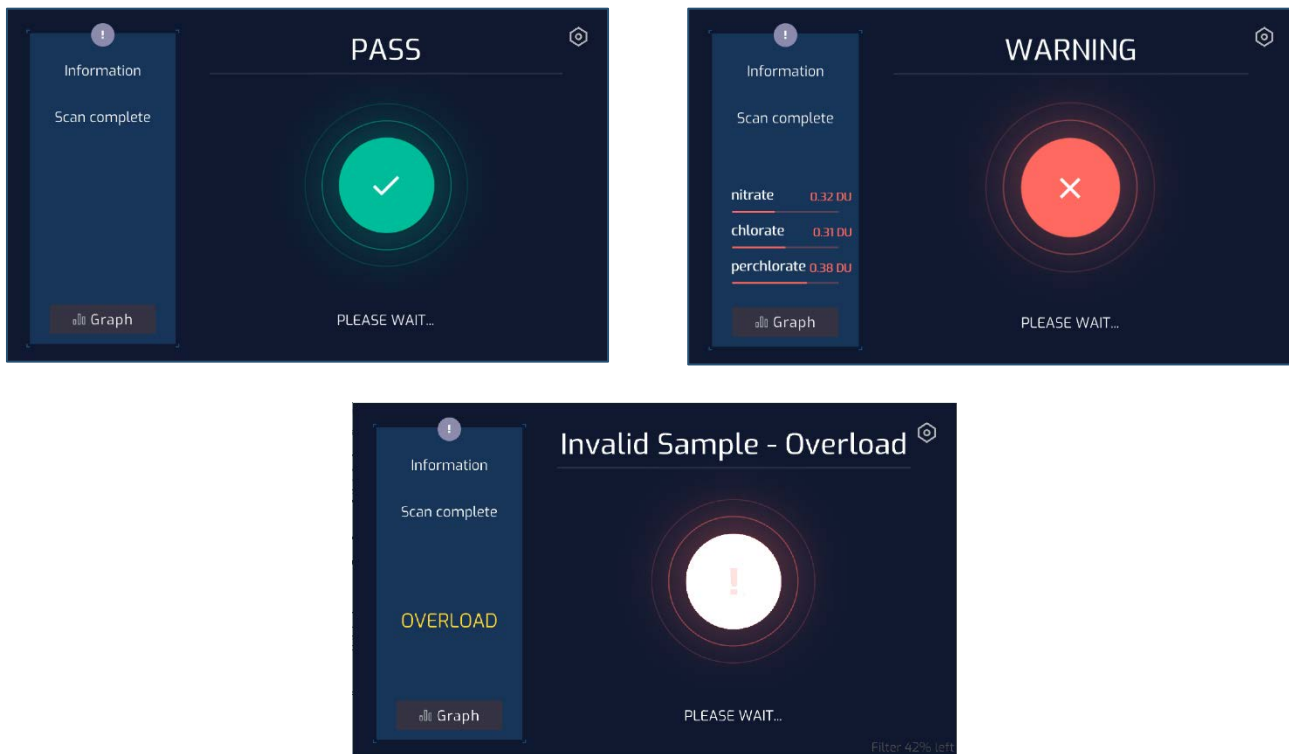 !
Information
Scan complete
Graph
PASS
PLEASE WAIT...
!
Information
Scan complete
nitrate 0.32 DU
chlorate 0.31 DU
perchlorate 0.38 DU
Graph
WARNING
PLEASE WAIT...
!
Information
Scan complete
OVERLOAD
Graph
Invalid Sample - Overload
!
PLEASE WAIT...
Filter 42% left